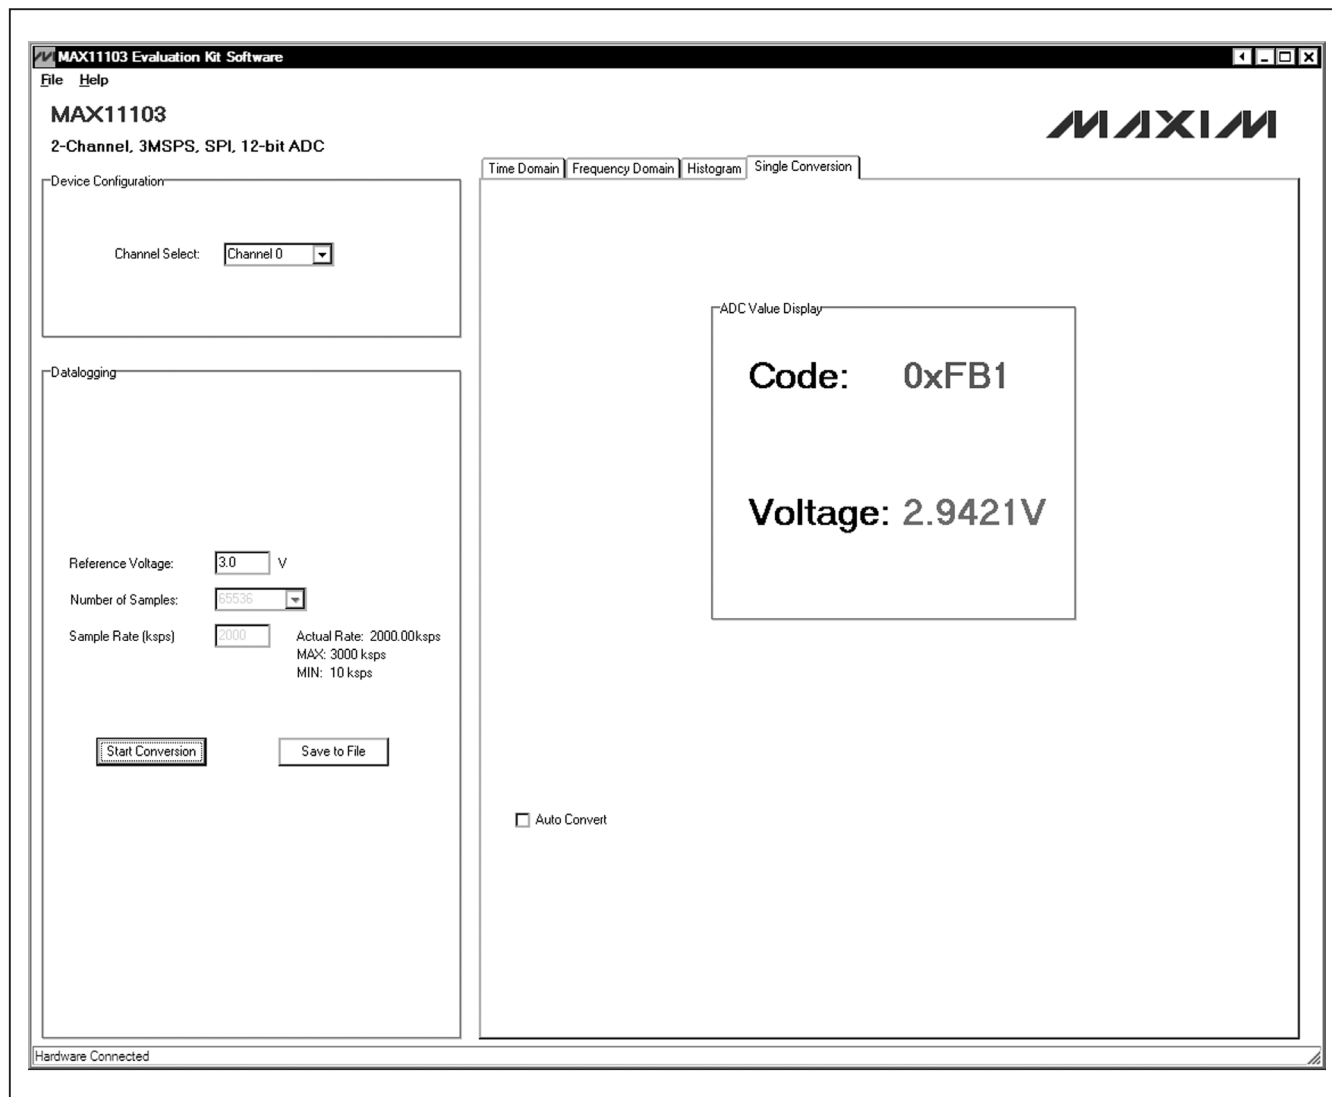 MAX11103 Evaluation Kit Software
File Help
MAX11103
2-Channel, 3MSPS, SPI, 12-bit ADC
MAXIM
Device Configuration
Channel Select: Channel 0
Datalogging
Reference Voltage: 3.0 V
Number of Samples: 65536
Sample Rate (ksps) 2000 Actual Rate: 2000.00ksps
MAX: 3000 ksps
MIN: 10 ksps
Start Conversion Save to File
Time Domain Frequency Domain Histogram Single Conversion
ADC Value Display
Code: 0xFB1
Voltage: 2.9421V
Auto Convert
Hardware Connected